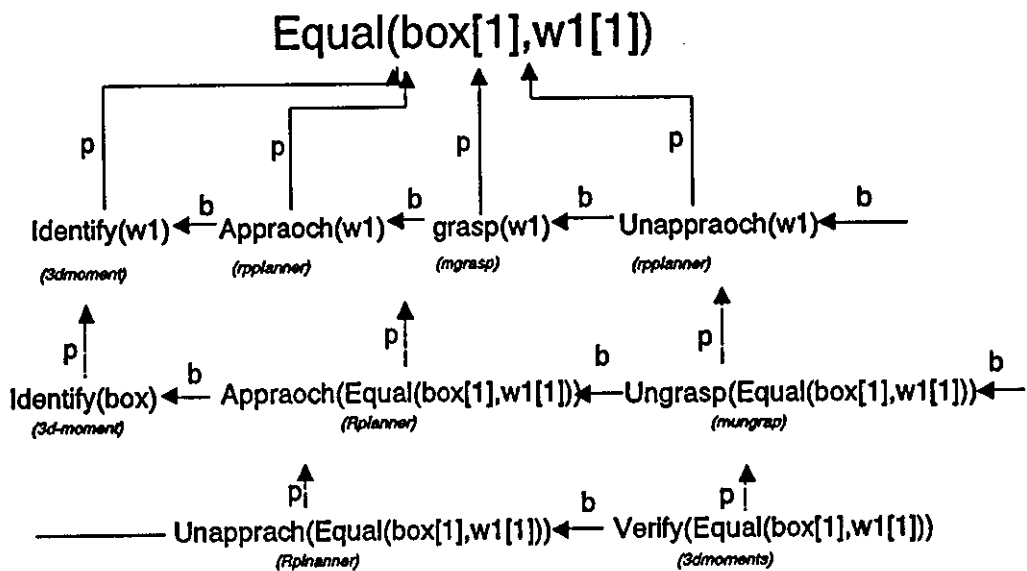 Equal(box[1],w1[1])
p p p p
Identify(w1) b Appraoch(w1) b grasp(w1) b Unappraoch(w1) b
(3dmoment) (rpplanner) (mgrasp) (rpplanner)
p p p
Identify(box) b Appraoch(Equal(box[1],w1[1])) b Ungrasp(Equal(box[1],w1[1])) b
(3d-moment) (Rplanner) (mungrap)
p p
Unapprach(Equal(box[1],w1[1])) b Verify(Equal(box[1],w1[1]))
(Rplnanner) (3dmoments)